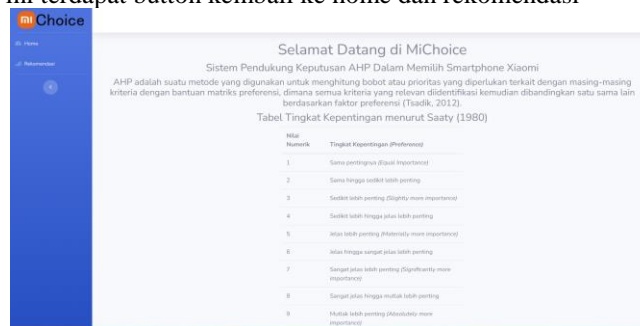 ini terdapat button kembali ke home dan rekomendasi
mi Choice
Home
Rekomendasi
Selamat Datang di MiChoice
Sistem Pendukung Keputusan AHP Dalam Memilih Smartphone Xiaomi
AHP adalah suatu metode yang digunakan untuk menghitung bobot atau prioritas yang diperlukan terkait dengan masing-masing
kriteria dengan bantuan matriks preferensi, dimana semua kriteria yang relevan diidentifikasi kemudian dibandingkan satu sama lain
berdasarkan faktor preferensi (Tsadik, 2012).
Tabel Tingkat Kepentingan menurut Saaty (1980)
Nilai
Numerik Tingkat Kepentingan (Preference)
1 Sama pentingnya (Equal importance)
2 Sama hingga sedikit lebih penting
3 Sedikit lebih penting (Slightly more importance)
4 Sedikit lebih hingga jelas lebih penting
5 Jelas lebih penting (Materially more importance)
6 Jelas hingga sangat jelas lebih penting
7 Sangat jelas lebih penting (Significantly more
importance)
8 Sangat jelas hingga mutlak lebih penting
9 Mutlak lebih penting (Absolutely more
importance)